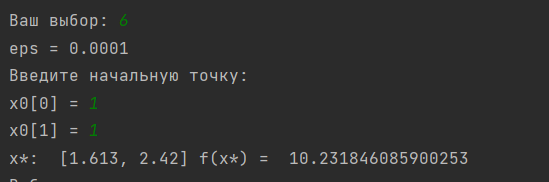 Ваш выбор: 6
eps = 0.0001
Введите начальную точку:
x0[0] = 1
x0[1] = 1
x*:  [1.613, 2.42] f(x*) =  10.231846085900253